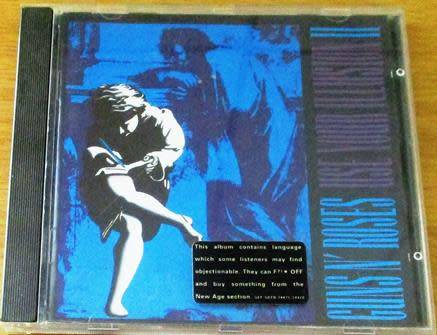 GUNS N' ROSES
USE YOUR ILLUSION II
This album contains language
which some listeners may find
objectionable. They can F?!* OFF
and buy something from the
New Age section.